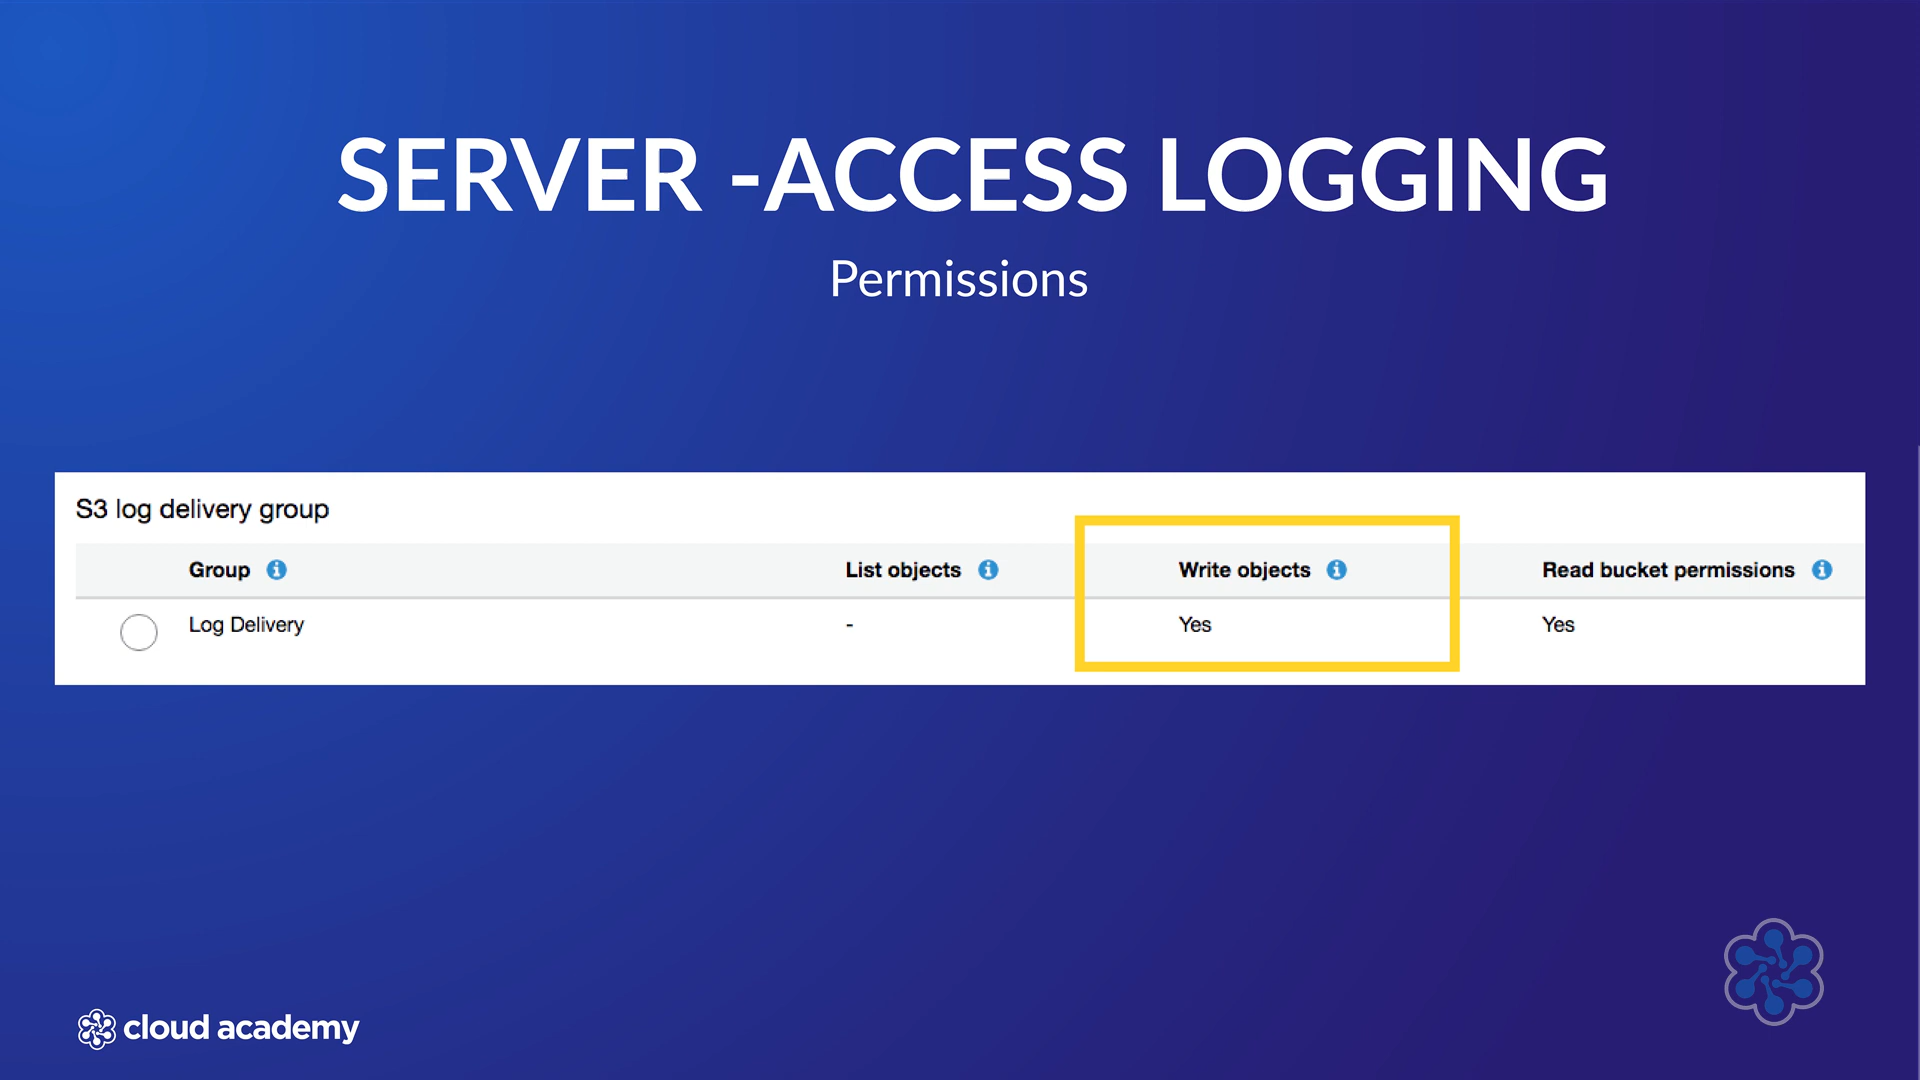 SERVER -ACCESS LOGGING
Permissions
S3 log delivery group
Group List objects Write objects Read bucket permissions
Log Delivery - Yes Yes
cloud academy